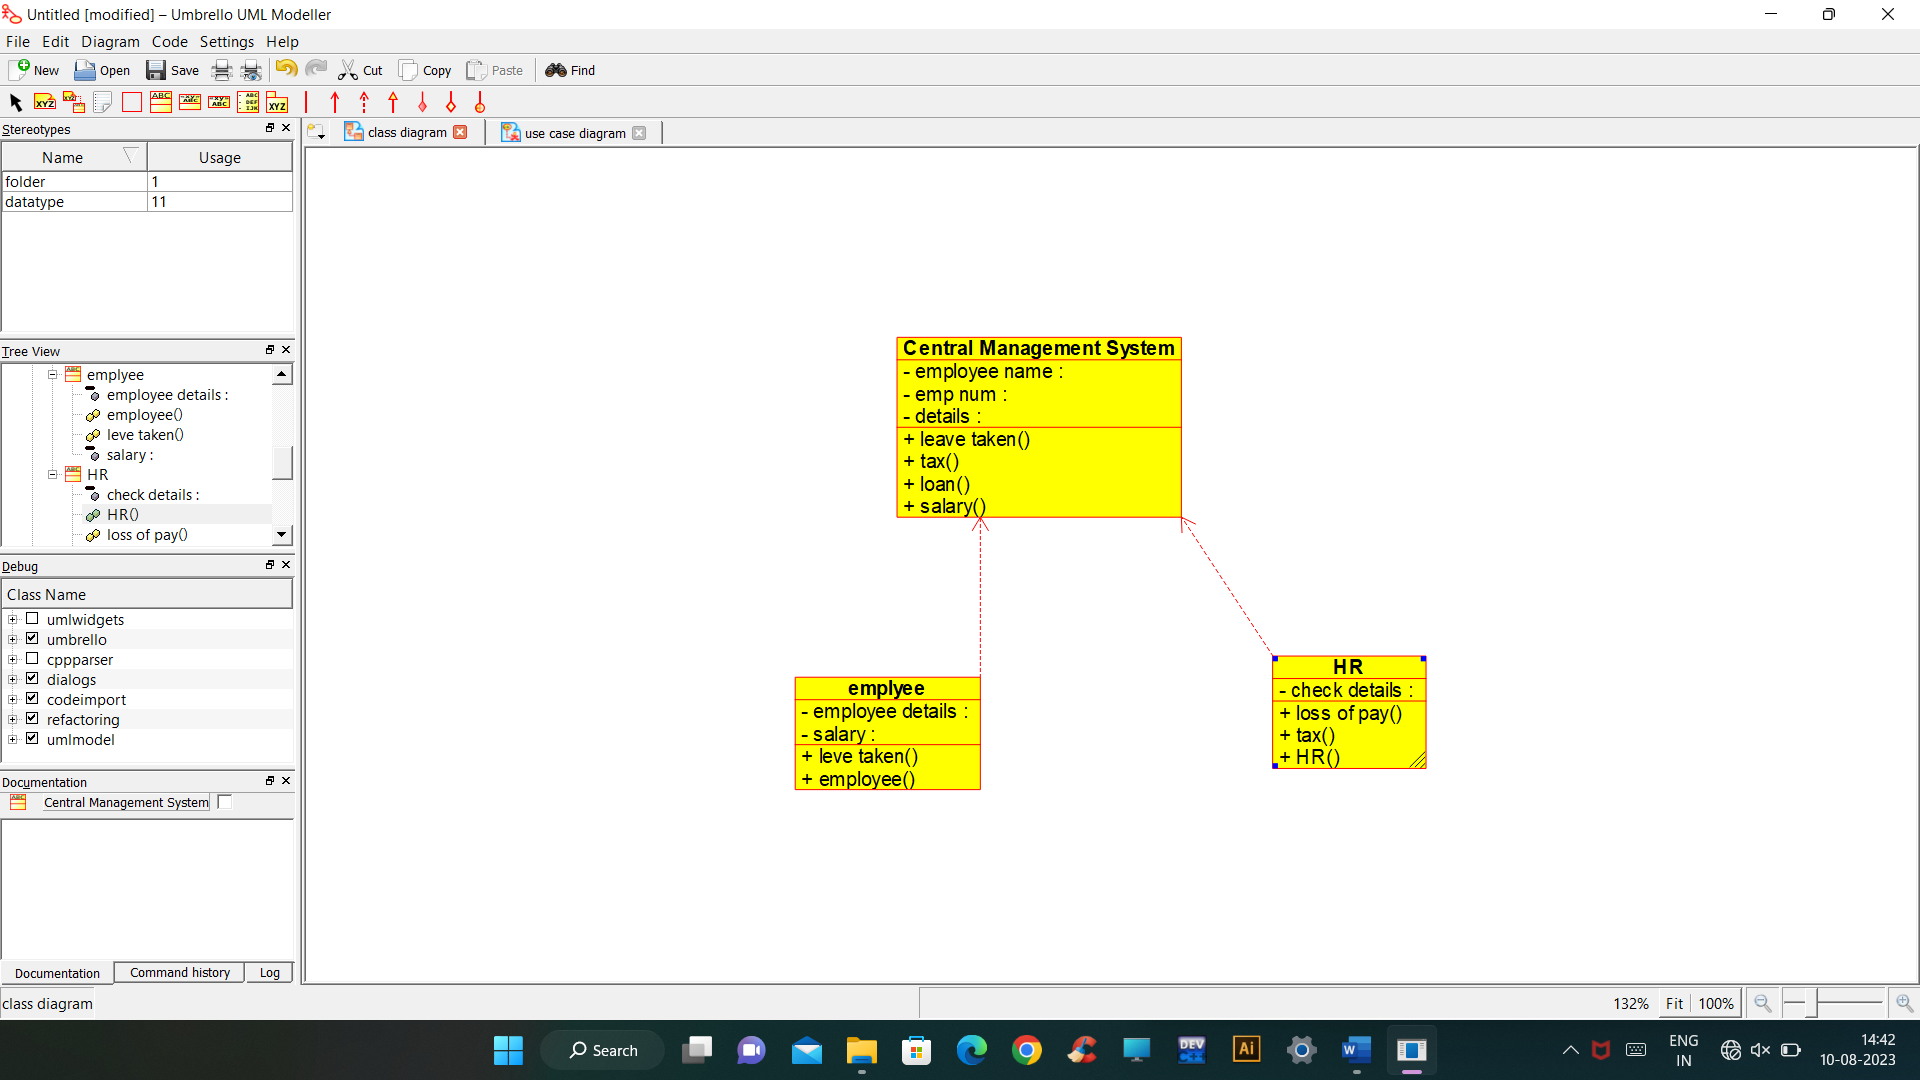 Untitled [modified] – Umbrello UML Modeller
File Edit Diagram Code Settings Help
New Open Save Cut Copy Paste Find
Stereotypes
class diagram use case diagram
Name Usage
folder 1
datatype 11
Tree View
emplyee
employee details :
employee()
leve taken()
salary :
HR
check details :
HR()
loss of pay()
Debug
Class Name
umlwidgets
umbrello
cppparser
dialogs
codeimport
refactoring
umlmodel
Documentation
Central Management System
Documentation Command history Log
Central Management System
- employee name :
- emp num :
- details :
+ leave taken()
+ tax()
+ loan()
+ salary()
emplyee
- employee details :
- salary :
+ leve taken()
+ employee()
HR
- check details :
+ loss of pay()
+ tax()
+ HR()
class diagram 132% Fit 100%
Search
DEV C++
Ai
ENG
IN
14:42
10-08-2023